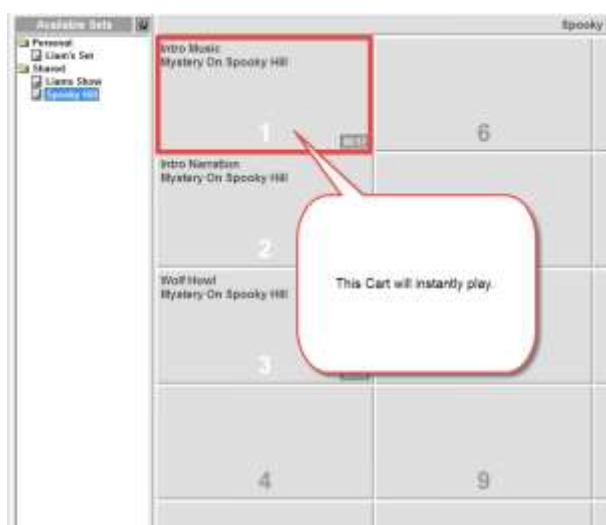 Available Sets
Spooky
Personal
Liam's Set
Shared
Liams Show
Spooky Hill
Intro Music
Mystery On Spooky Hill
1
6
Intro Narration
Mystery On Spooky Hill
2
Wolf Howl
Mystery On Spooky Hill
3
This Cart will instantly play.
4
9